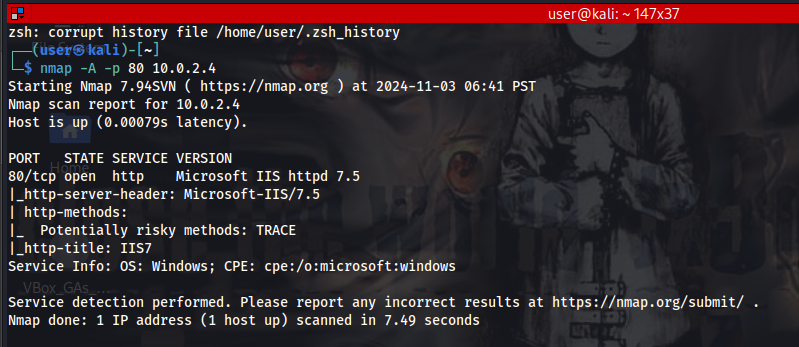 user@kali: ~ 147x37
zsh: corrupt history file /home/user/.zsh_history
┌──(user㉿kali)-[~]
└─$ nmap -A -p 80 10.0.2.4
Starting Nmap 7.94SVN ( https://nmap.org ) at 2024-11-03 06:41 PST
Nmap scan report for 10.0.2.4
Host is up (0.00079s latency).
PORT   STATE SERVICE VERSION
80/tcp open  http    Microsoft IIS httpd 7.5
|_http-server-header: Microsoft-IIS/7.5
| http-methods:
|_  Potentially risky methods: TRACE
|_http-title: IIS7
Service Info: OS: Windows; CPE: cpe:/o:microsoft:windows
Service detection performed. Please report any incorrect results at https://nmap.org/submit/ .
Nmap done: 1 IP address (1 host up) scanned in 7.49 seconds
Home
VBox_GAs_...